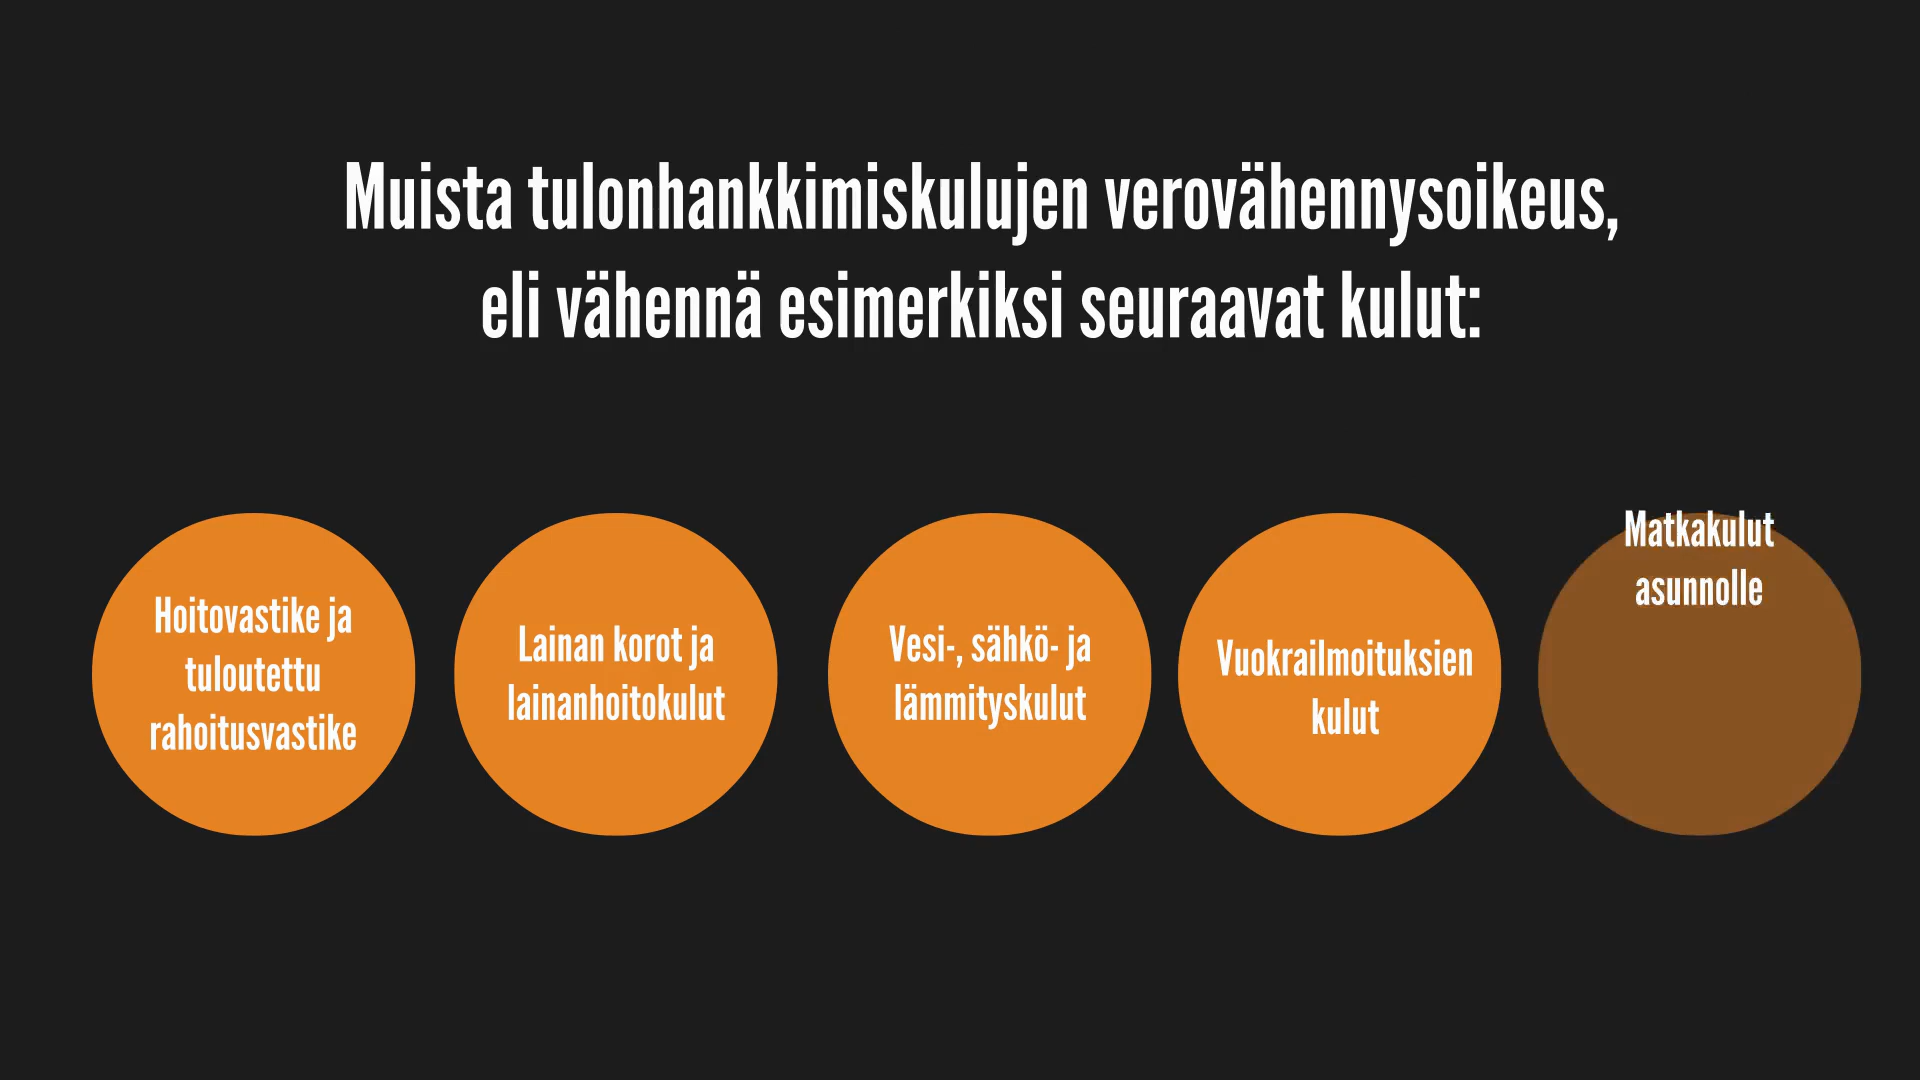 Muista tulonhankkimiskulujen verovähennysoikeus,
eli vähennä esimerkiksi seuraavat kulut:
Hoitovastike ja
tuloutettu
rahoitusvastike
Lainan korot ja
lainanhoitokulut
Vesi-, sähkö- ja
lämmityskulut
Vuokrailmoituksien
kulut
Matkakulut
asunnolle